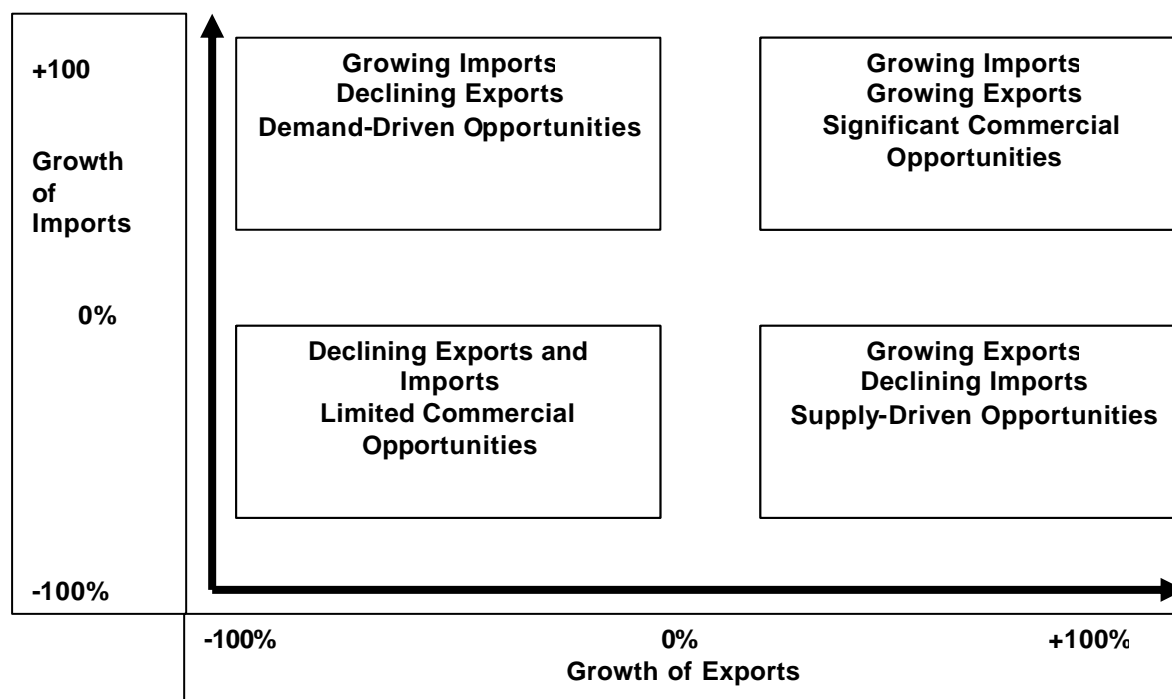 +100
Growth
of
Imports
0%
-100%
Growing Imports
Declining Exports
Demand-Driven Opportunities
Growing Imports
Growing Exports
Significant Commercial
Opportunities
Declining Exports and
Imports
Limited Commercial
Opportunities
Growing Exports
Declining Imports
Supply-Driven Opportunities
-100%
0%
+100%
Growth of Exports